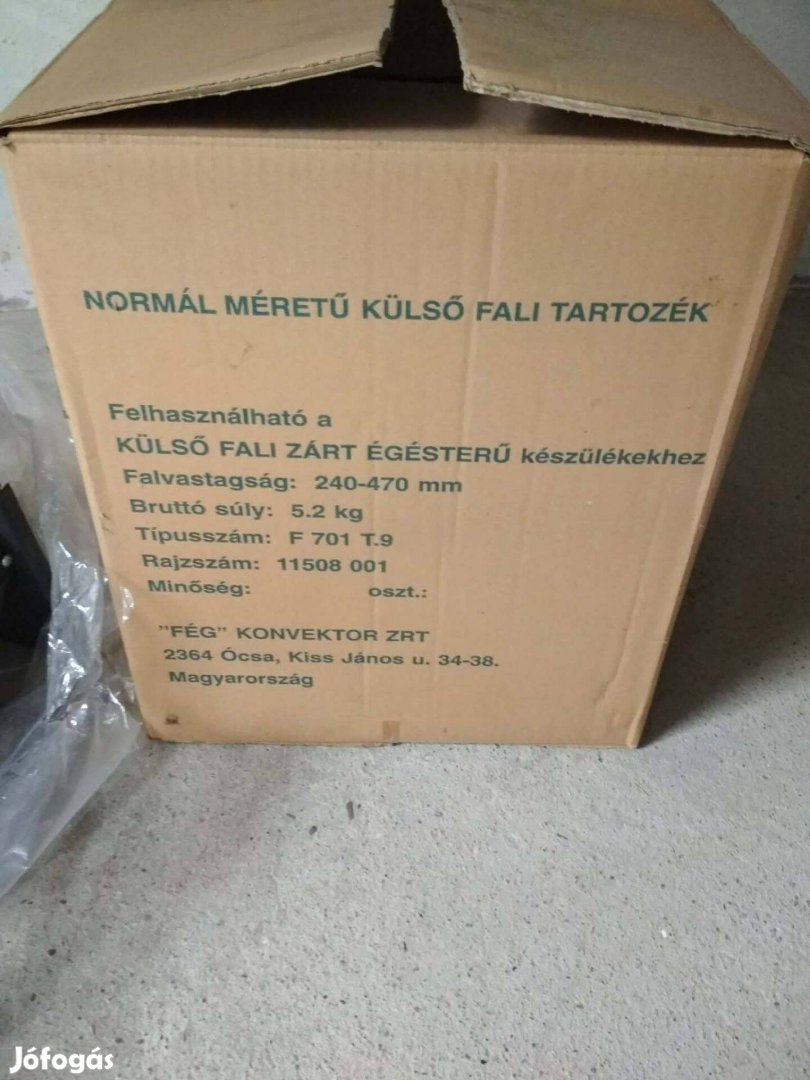 NORMÁL MÉRETŰ KÜLSŐ FALI TARTOZÉK
Felhasználható a
KÜLSŐ FALI ZÁRT ÉGÉSTERŰ készülékekhez
Falvastagság: 240-470 mm
Bruttó súly: 5.2 kg
Típusszám: F 701 T.9
Rajzszám: 11508 001
Minőség: oszt.:
"FÉG" KONVEKTOR ZRT
2364 Ócsa, Kiss János u. 34-38.
Magyarország
Jófogás